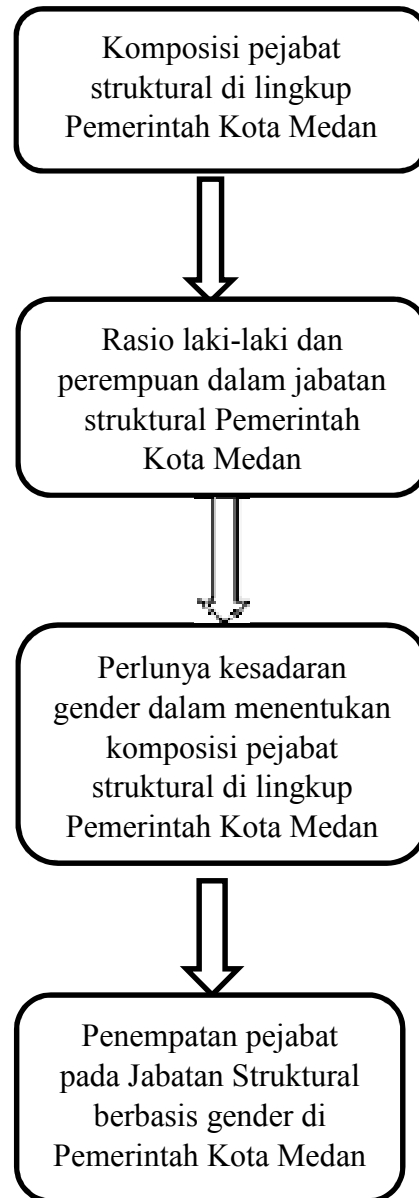 Komposisi pejabat
struktural di lingkup
Pemerintah Kota Medan
Rasio laki-laki dan
perempuan dalam jabatan
struktural Pemerintah
Kota Medan
Perlunya kesadaran
gender dalam menentukan
komposisi pejabat
struktural di lingkup
Pemerintah Kota Medan
Penempatan pejabat
pada Jabatan Struktural
berbasis gender di
Pemerintah Kota Medan